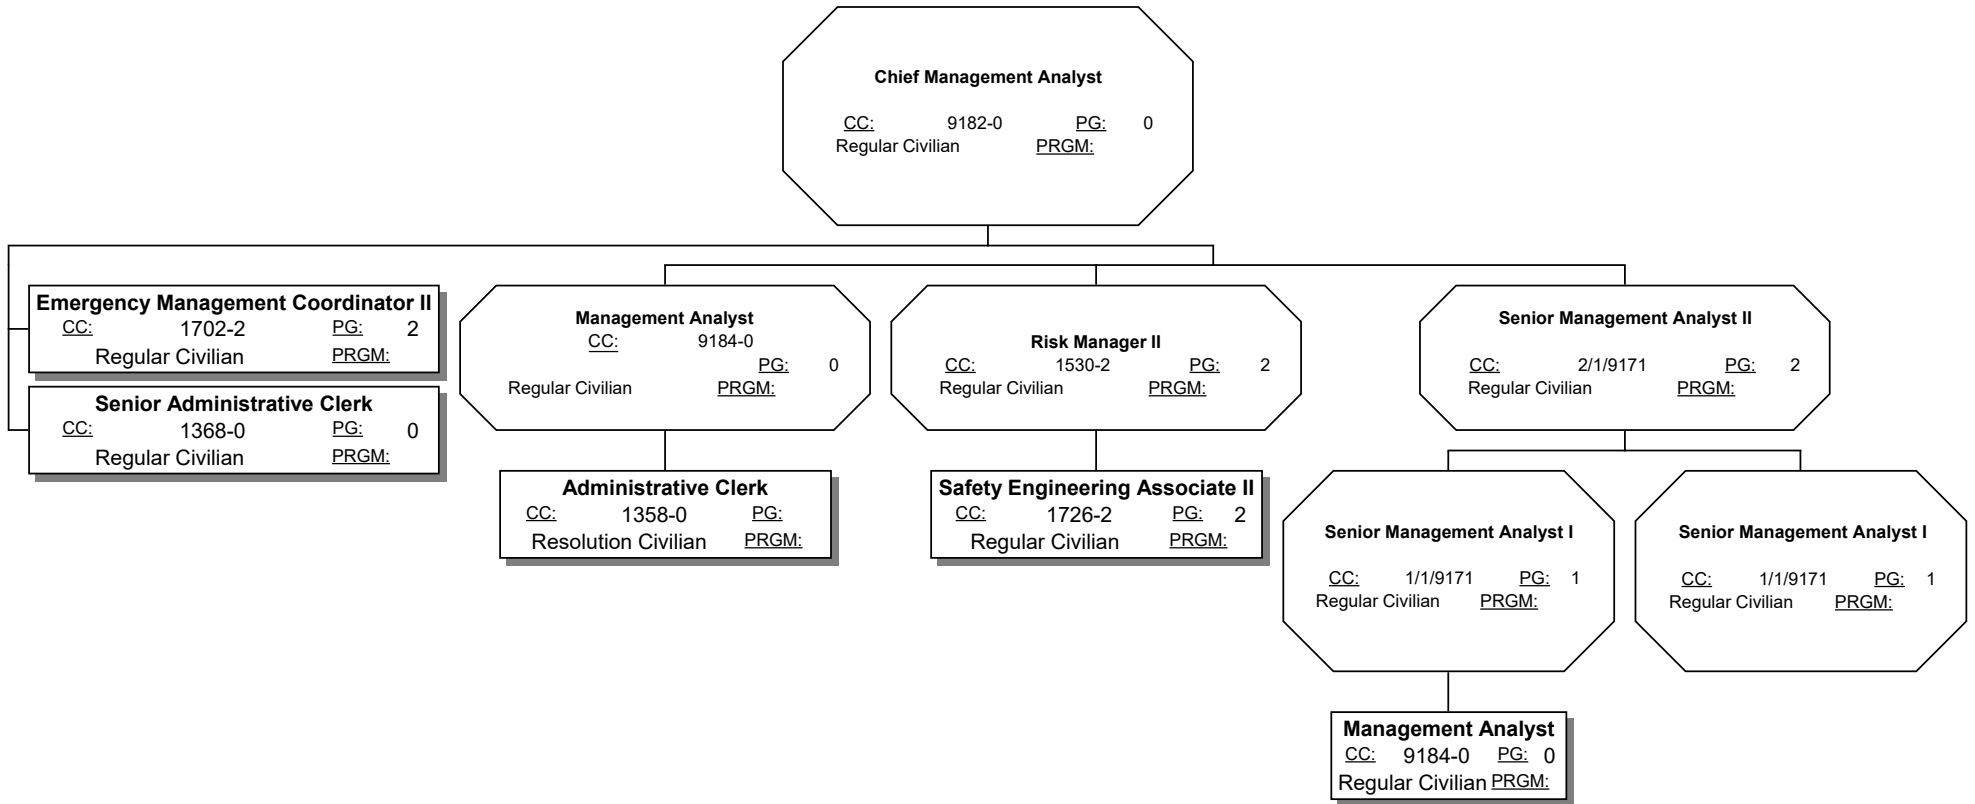 Chief Management Analyst
CC: 9182-0 PG: 0
Regular Civilian PRGM:
Emergency Management Coordinator II
CC: 1702-2 PG: 2
Regular Civilian PRGM:
Senior Administrative Clerk
CC: 1368-0 PG: 0
Regular Civilian PRGM:
Management Analyst
CC: 9184-0
PG: 0
Regular Civilian PRGM:
Administrative Clerk
CC: 1358-0 PG:
Resolution Civilian PRGM:
Risk Manager II
CC: 1530-2 PG: 2
Regular Civilian PRGM:
Safety Engineering Associate II
CC: 1726-2 PG: 2
Regular Civilian PRGM:
Senior Management Analyst II
CC: 2/1/9171 PG: 2
Regular Civilian PRGM:
Senior Management Analyst I
CC: 1/1/9171 PG: 1
Regular Civilian PRGM:
Management Analyst
CC: 9184-0 PG: 0
Regular Civilian PRGM:
Senior Management Analyst I
CC: 1/1/9171 PG: 1
Regular Civilian PRGM: